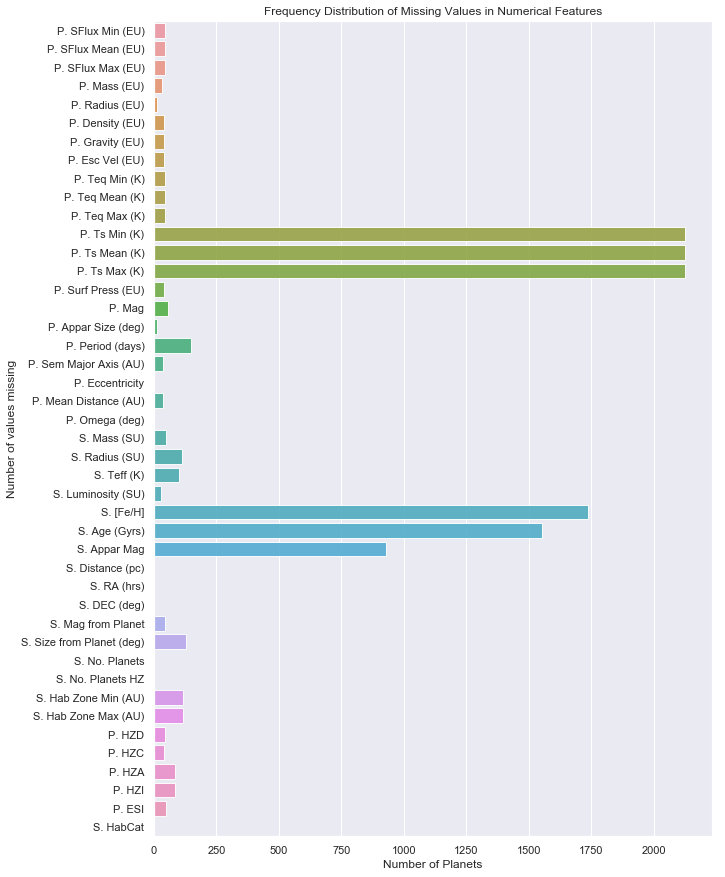 Frequency Distribution of Missing Values in Numerical Features
P. SFlux Min (EU)
P. SFlux Mean (EU)
P. SFlux Max (EU)
P. Mass (EU)
P. Radius (EU)
P. Density (EU)
P. Gravity (EU)
P. Esc Vel (EU)
P. Teq Min (K)
P. Teq Mean (K)
P. Teq Max (K)
P. Ts Min (K)
P. Ts Mean (K)
P. Ts Max (K)
P. Surf Press (EU)
P. Mag
P. Appar Size (deg)
P. Period (days)
P. Sem Major Axis (AU)
P. Eccentricity
P. Mean Distance (AU)
P. Omega (deg)
S. Mass (SU)
S. Radius (SU)
S. Teff (K)
S. Luminosity (SU)
S. [Fe/H]
S. Age (Gyrs)
S. Appar Mag
S. Distance (pc)
S. RA (hrs)
S. DEC (deg)
S. Mag from Planet
S. Size from Planet (deg)
S. No. Planets
S. No. Planets HZ
S. Hab Zone Min (AU)
S. Hab Zone Max (AU)
P. HZD
P. HZC
P. HZA
P. HZI
P. ESI
S. HabCat
Number of values missing
0 250 500 750 1000 1250 1500 1750 2000
Number of Planets